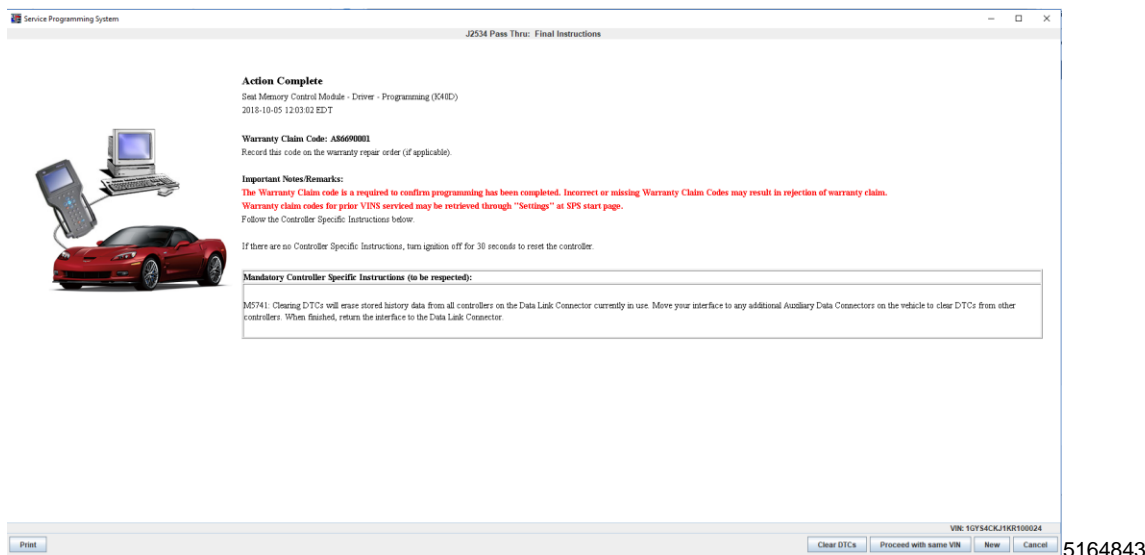 Service Programming System
J2534 Pass Thru: Final Instructions
Action Complete
Seat Memory Control Module - Driver - Programming (K40D)
2018-10-05 12:03:02 EDT
Warranty Claim Code: A86690001
Record this code on the warranty repair order (if applicable).
Important Notes/Remarks:
The Warranty Claim code is a required to confirm programming has been completed. Incorrect or missing Warranty Claim Codes may result in rejection of warranty claim.
Warranty claim codes for prior VINS serviced may be retrieved through "Settings" at SPS start page.
Follow the Controller Specific Instructions below.
If there are no Controller Specific Instructions, turn ignition off for 30 seconds to reset the controller.
Mandatory Controller Specific Instructions (to be respected):
M5741: Clearing DTCs will erase stored history data from all controllers on the Data Link Connector currently in use. Move your interface to any additional Auxiliary Data Connectors on the vehicle to clear DTCs from other
controllers. When finished, return the interface to the Data Link Connector.
VIN: 1GYS4CKJ1KR100024
Print Clear DTCs Proceed with same VIN New Cancel
5164843